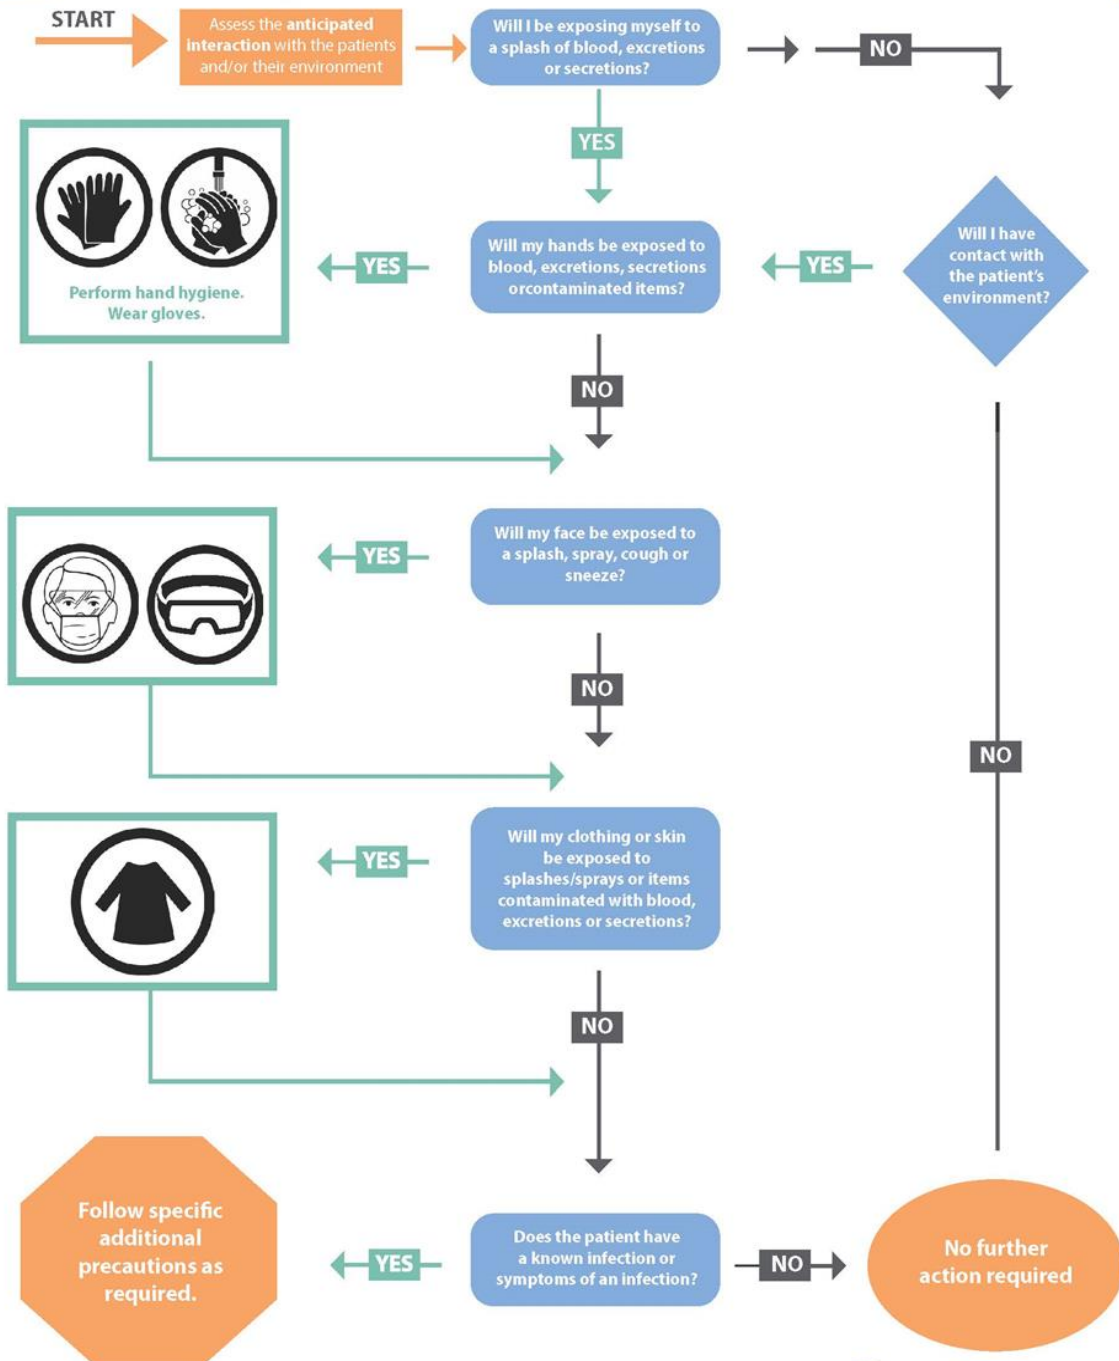 START
Assess the anticipated
interaction with the patients
and/or their environment
Will I be exposing myself to
a splash of blood, excretions
or secretions?
NO
YES
Perform hand hygiene.
Wear gloves.
YES
Will my hands be exposed to
blood, excretions, secretions
orcontaminated items?
YES
Will I have
contact with
the patient's
environment?
NO
YES
Will my face be exposed to
a splash, spray, cough or
sneeze?
NO
NO
YES
Will my clothing or skin
be exposed to
splashes/sprays or items
contaminated with blood,
excretions or secretions?
NO
Follow specific
additional
precautions as
required.
YES
Does the patient have
a known infection or
symptoms of an infection?
NO
No further
action required